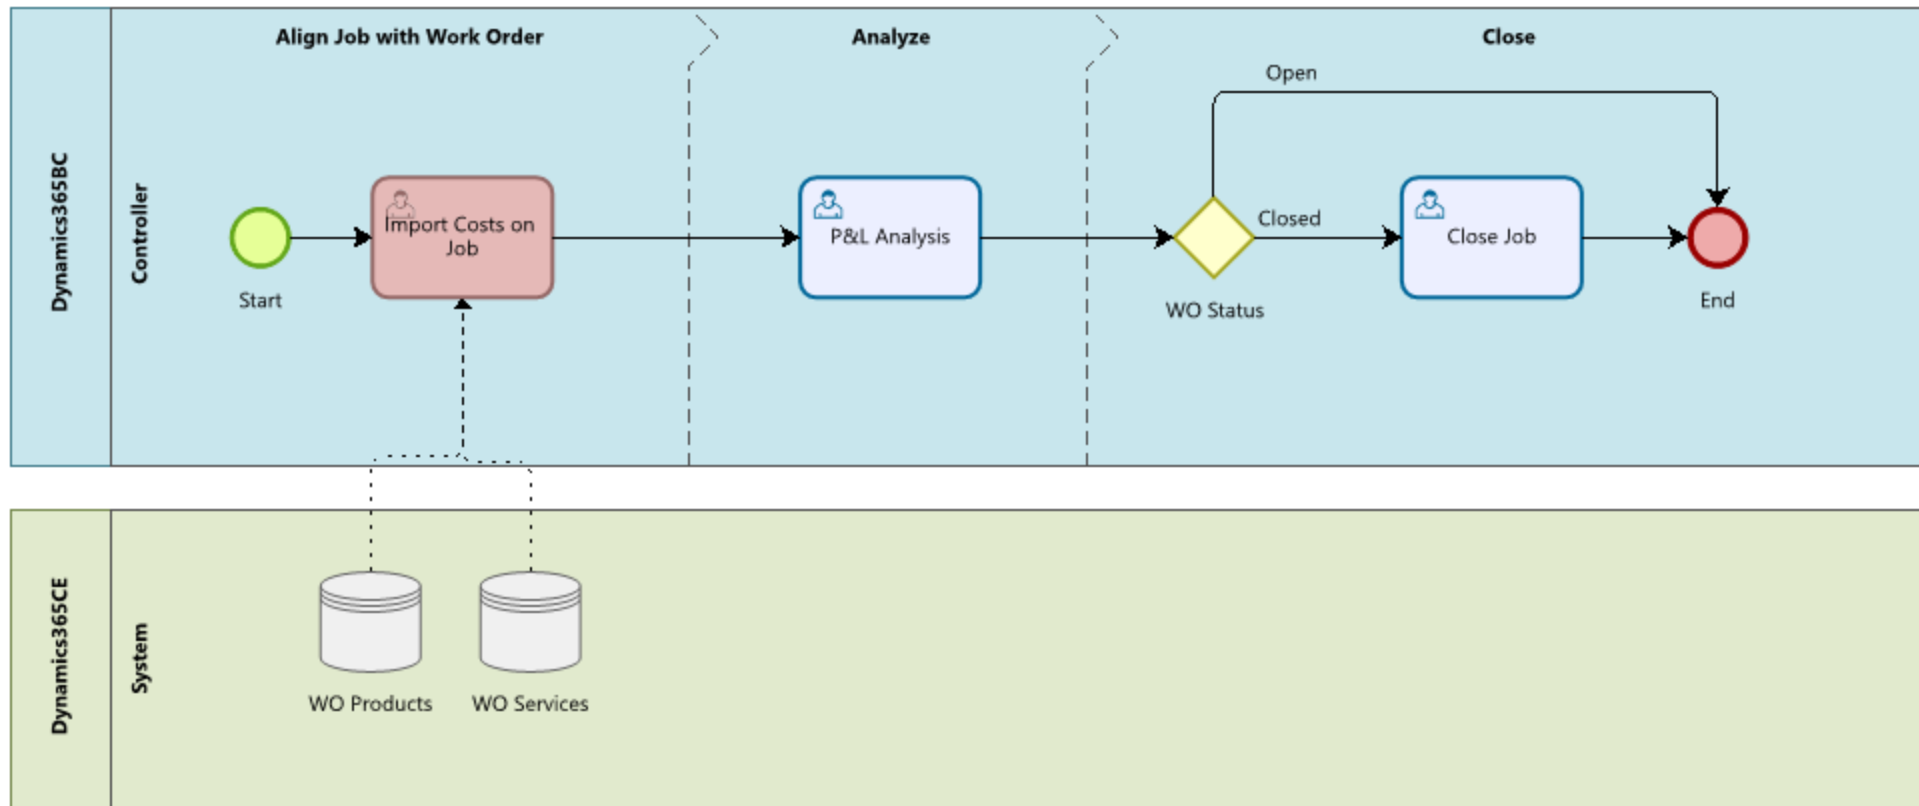 Align Job with Work Order
Analyze
Close
Dynamics365BC
Controller
Start
Import Costs on
Job
P&L Analysis
WO Status
Open
Closed
Close Job
End
Dynamics365CE
System
WO Products
WO Services